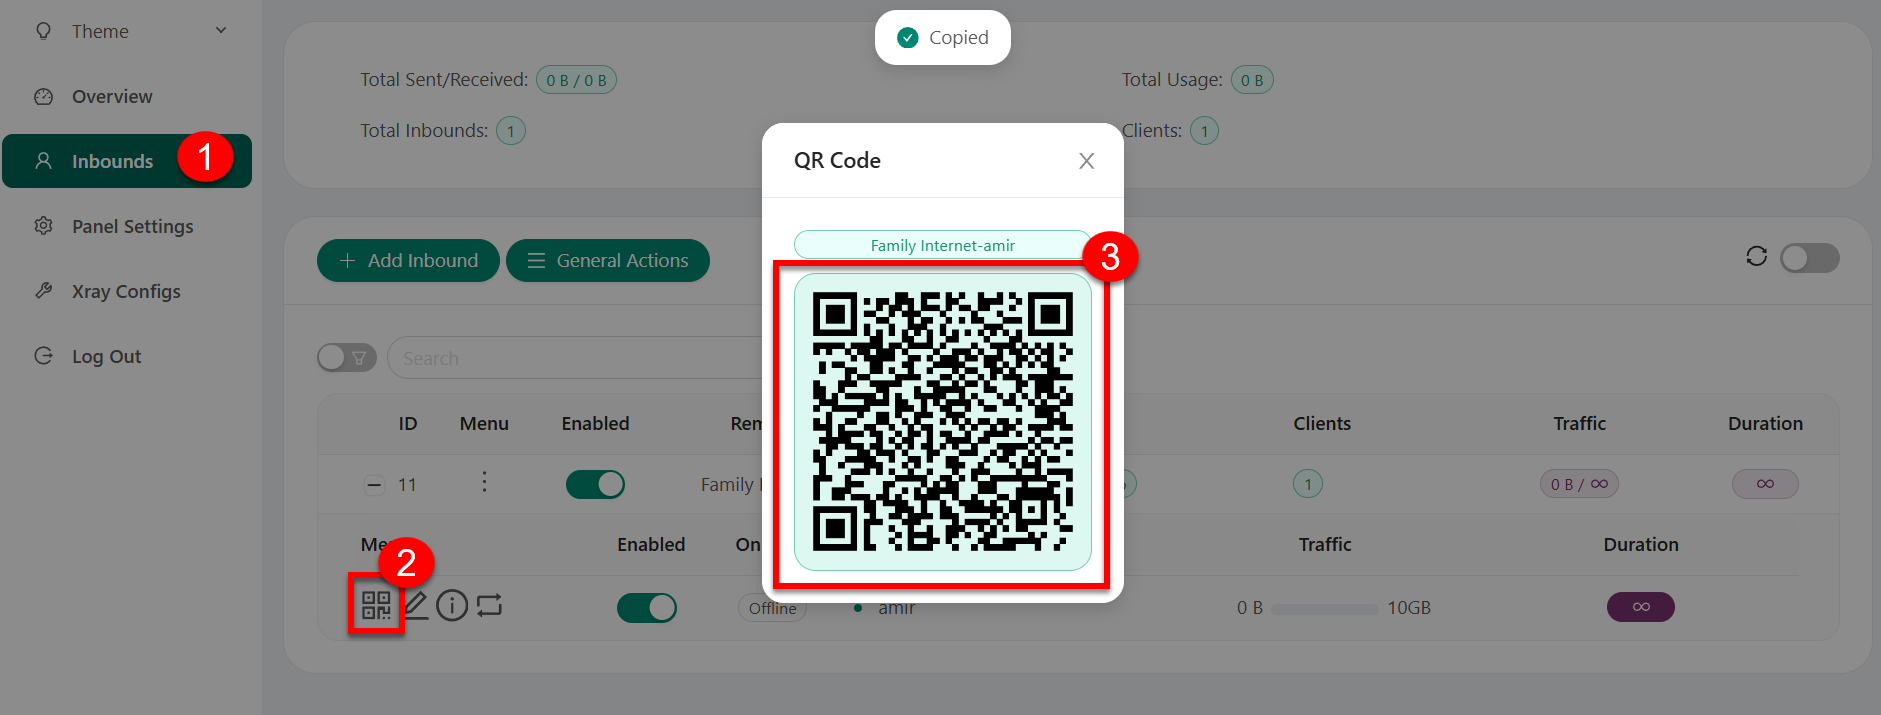 Theme
Overview
Inbounds
1
Panel Settings
Xray Configs
Log Out
Copied
Total Sent/Received: 0 B / 0 B
Total Usage: 0 B
Total Inbounds: 1
Clients: 1
Add Inbound
General Actions
Search
ID Menu Enabled Rem Clients Traffic Duration
11 Family 1 0 B / ∞ ∞
Me Enabled On Traffic Duration
2
Offline amir 0 B 10GB ∞
QR Code
Family Internet-amir
3